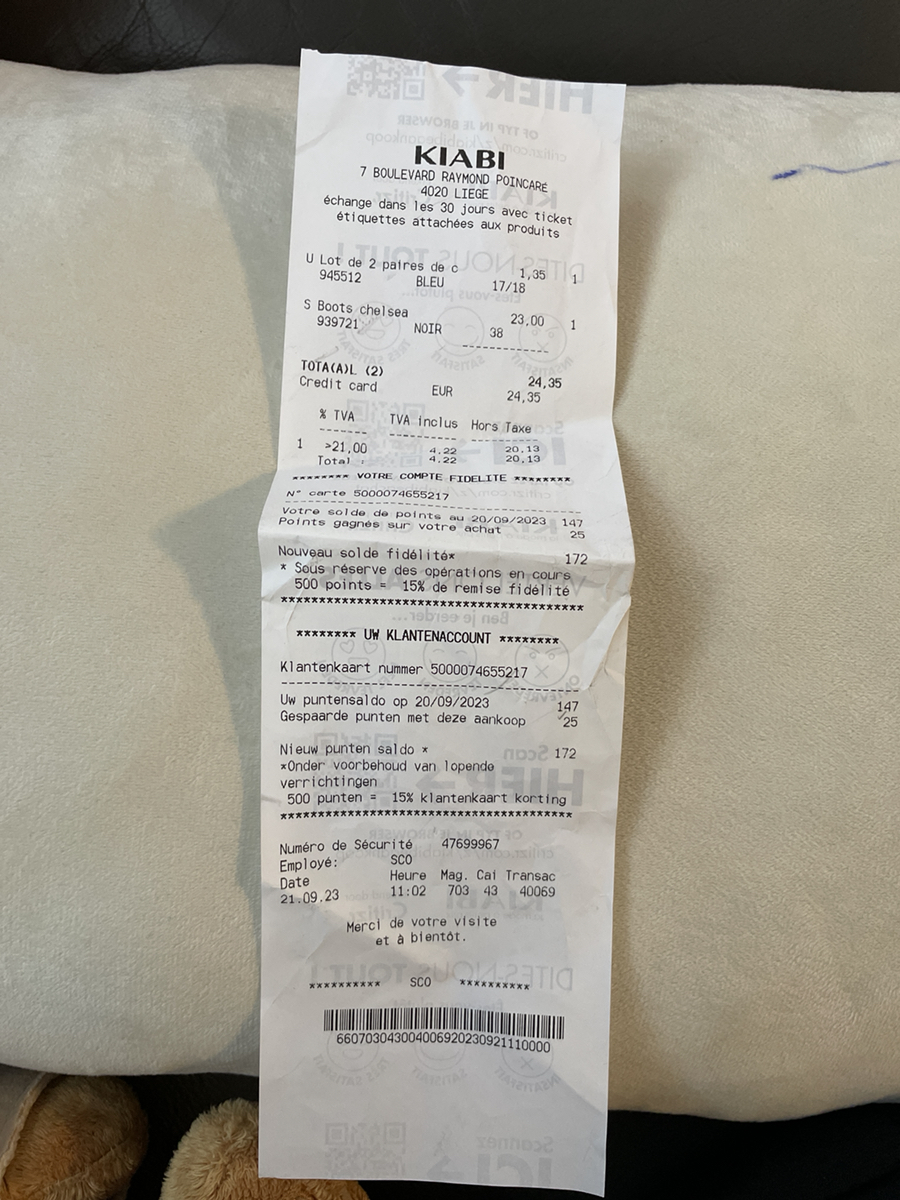 KIABI
7 BOULEVARD RAYMOND POINCARE
4020 LIEGE
échange dans les 30 jours avec ticket
étiquettes attachées aux produits
U Lot de 2 paires de c 1,35 1
945512 BLEU 17/18
S Boots chelsea 23,00 1
939721 NOIR 38
------------
TOTA(A)L (2) 24,35
Credit card EUR 24,35
% TVA TVA inclus Hors Taxe
------- ---------- ----------
1 >21,00 4.22 20.13
Total : 4.22 20.13
******** VOTRE COMPTE FIDELITE ********
N° carte 5000074655217
Votre solde de points au 20/09/2023 147
Points gagnés sur votre achat 25
Nouveau solde fidélité* 172
* Sous réserve des opérations en cours
500 points = 15% de remise fidélité
****************************************
******** UW KLANTENACCOUNT ********
Klantenkaart nummer 5000074655217
----------------------------------------
Uw puntensaldo op 20/09/2023 147
Gespaarde punten met deze aankoop 25
Nieuw punten saldo * 172
*Onder voorbehoud van lopende
verrichtingen
500 punten = 15% klantenkaart korting
****************************************
Numéro de Sécurité 47699967
Employé: SCO
Date Heure Mag. Cai Transac
21.09.23 11:02 703 43 40069
Merci de votre visite
et à bientôt.
********** SCO **********
660703043004006920230921110000